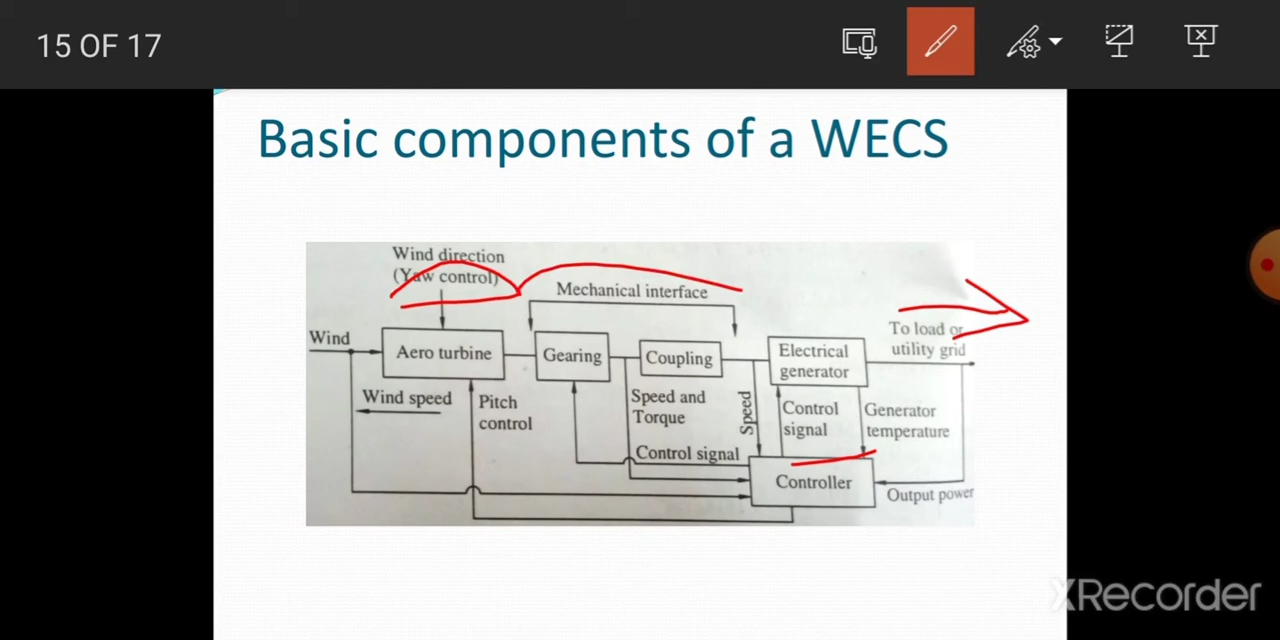 15 OF 17
Basic components of a WECS
Wind direction
(Yaw control)
Mechanical interface
Wind
Aero turbine
Gearing
Coupling
Electrical
generator
To load or
utility grid
Wind speed
Pitch
control
Speed and
Torque
Speed
Control
signal
Generator
temperature
Control signal
Controller
Output power
XRecorder